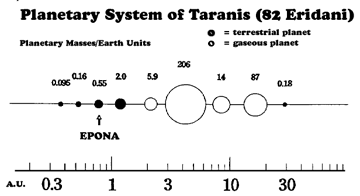 Planetary System of Taranis (82 Eridani)
Planetary Masses/Earth Units
= terrestrial planet
= gaseous planet
0.095 0.16 0.55 2.0 5.9 206 14 87 0.18
EPONA
A.U. 0.3 1 3 10 30